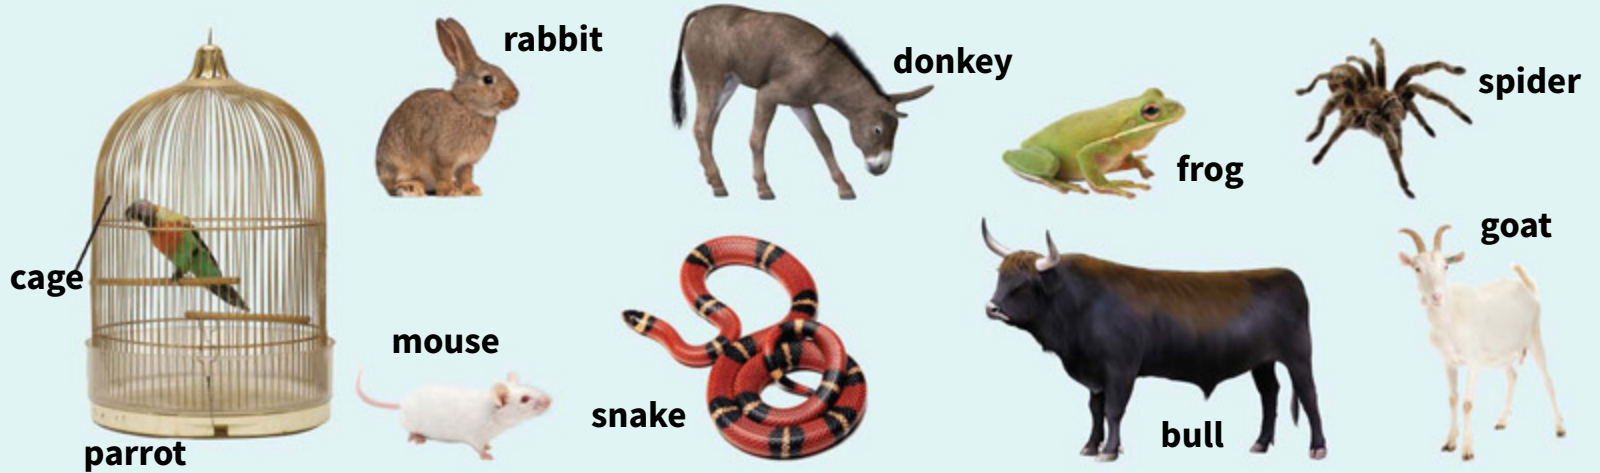 rabbit
donkey
spider
frog
goat
cage
mouse
snake
bull
parrot